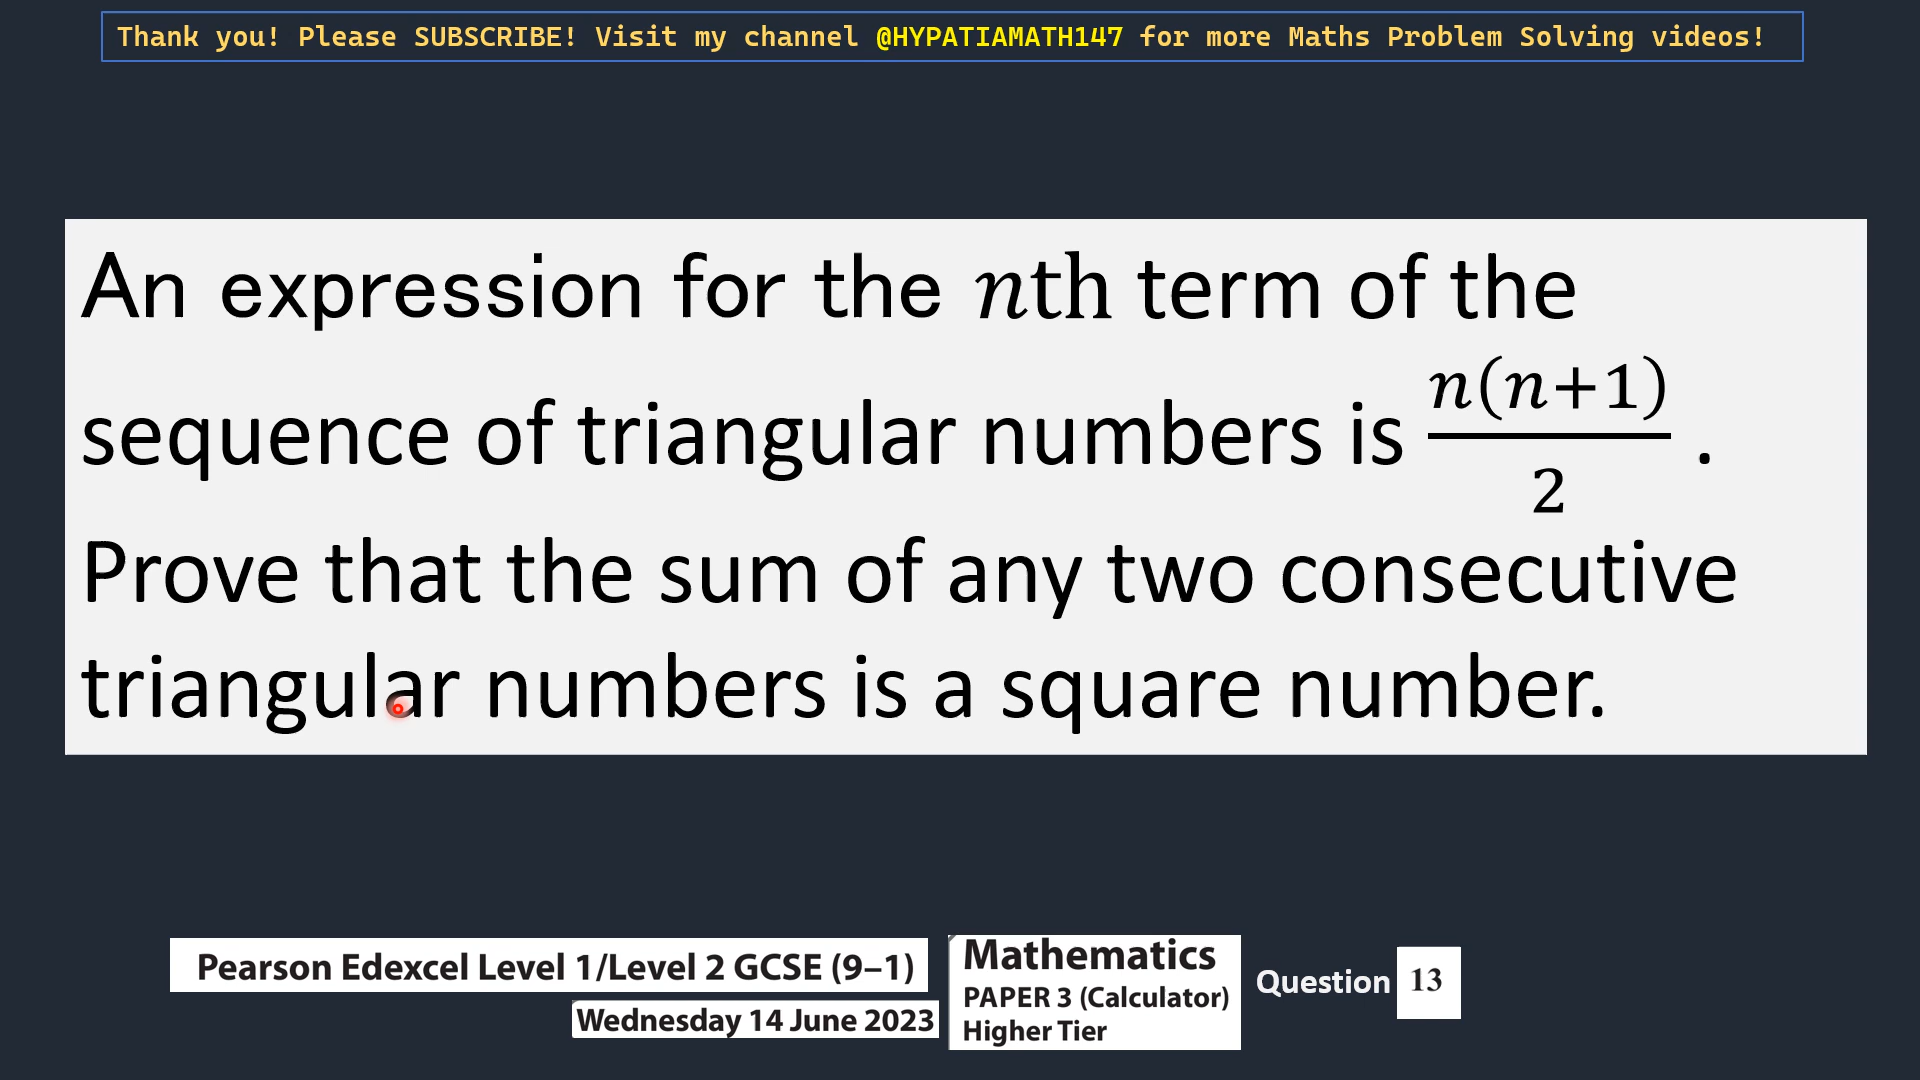 Thank you! Please SUBSCRIBE! Visit my channel @HYPATIAMATH147 for more Maths Problem Solving videos!
An expression for the nth term of the
sequence of triangular numbers is n(n+1)/2 .
Prove that the sum of any two consecutive
triangular numbers is a square number.
Pearson Edexcel Level 1/Level 2 GCSE (9–1)
Wednesday 14 June 2023
Mathematics
PAPER 3 (Calculator)
Higher Tier
Question 13